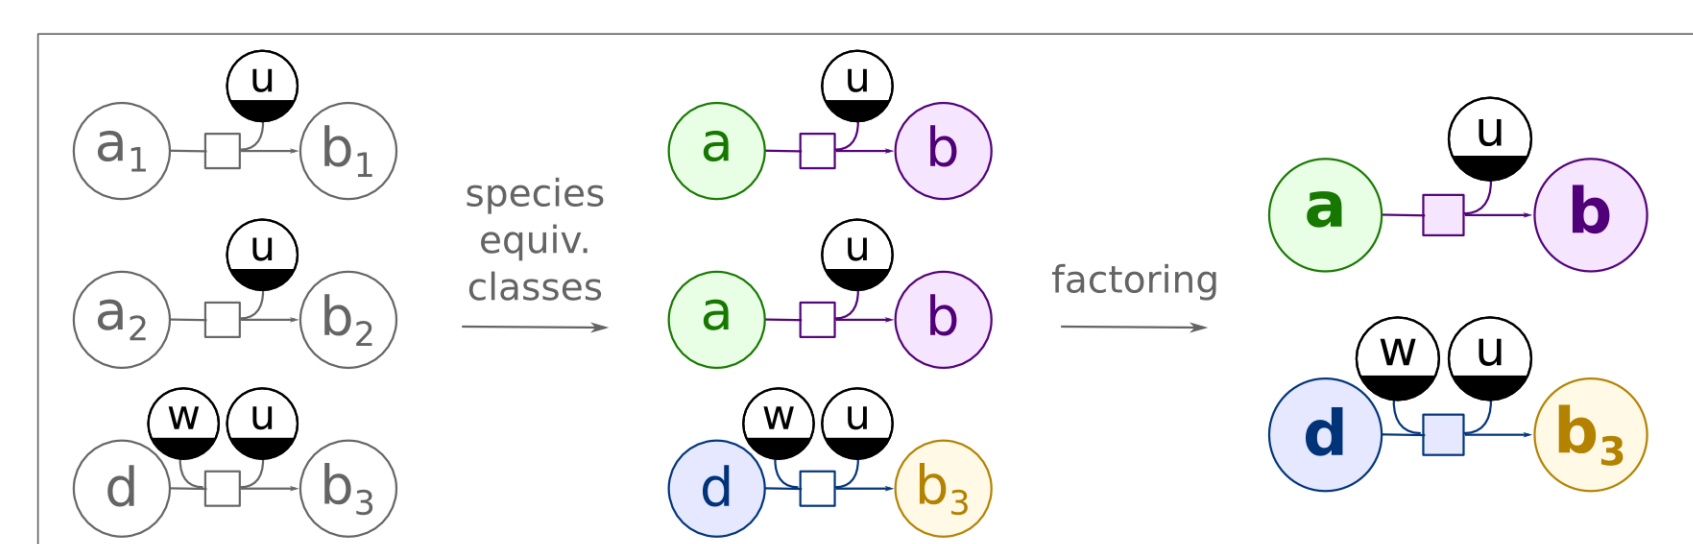 u
a₁
b₁
u
a₂
b₂
w u
d
b₃
species
equiv.
classes
u
a
b
u
a
b
w u
d
b₃
factoring
u
a
b
w u
d
b₃